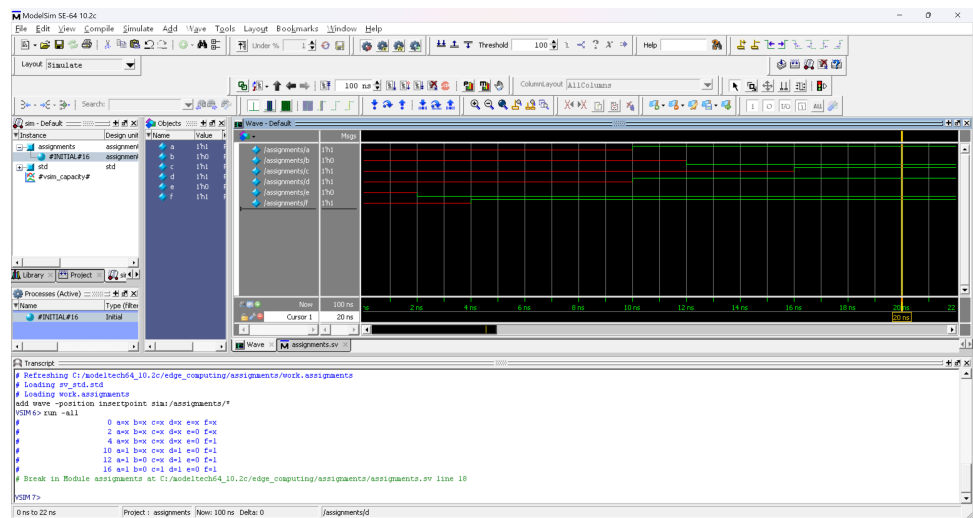 ModelSim SE-64 10.2c
File Edit View Compile Simulate Add Wave Tools Layout Bookmarks Window Help
Under % 1 Threshold 100 Help
Layout Simulate
100 ns ColumnLayout AllColumns
Search:
sim - Default
Instance Design unit
assignments assignment
#INITIAL#16 assignment
std std
#vsim_capacity#
Library Project
Objects
Name Value
a 1'h1
b 1'h0
c 1'h1
d 1'h1
e 1'h0
f 1'h1
Wave - Default
Msgs
/assignments/a 1'h1
/assignments/b 1'h0
/assignments/c 1'h1
/assignments/d 1'h1
/assignments/e 1'h0
/assignments/f 1'h1
Now 100 ns ns 2 ns 4 ns 6 ns 8 ns 10 ns 12 ns 14 ns 16 ns 18 ns 20 ns 22
Cursor 1 20 ns 20 ns
Wave assignments.sv
Processes (Active)
Name Type (filter
#INITIAL#16 Initial
Transcript
# Refreshing C:/modeltech64_10.2c/edge_computing/assignments/work.assignments
# Loading sv_std.std
# Loading work.assignments
add wave -position insertpoint sim:/assignments/*
VSIM 6> run -all
# 0 a=x b=x c=x d=x e=x f=x
# 2 a=x b=x c=x d=x e=0 f=x
# 4 a=x b=x c=x d=x e=0 f=1
# 10 a=1 b=x c=x d=1 e=0 f=1
# 12 a=1 b=0 c=x d=1 e=0 f=1
# 16 a=1 b=0 c=1 d=1 e=0 f=1
# Break in Module assignments at C:/modeltech64_10.2c/edge_computing/assignments/assignments.sv line 18
VSIM 7>
0 ns to 22 ns Project : assignments Now: 100 ns Delta: 0 /assignments/d